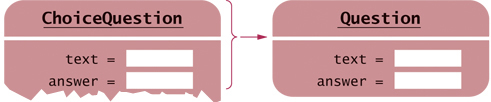 ChoiceQuestion
text =
answer =
Question
text =
answer =